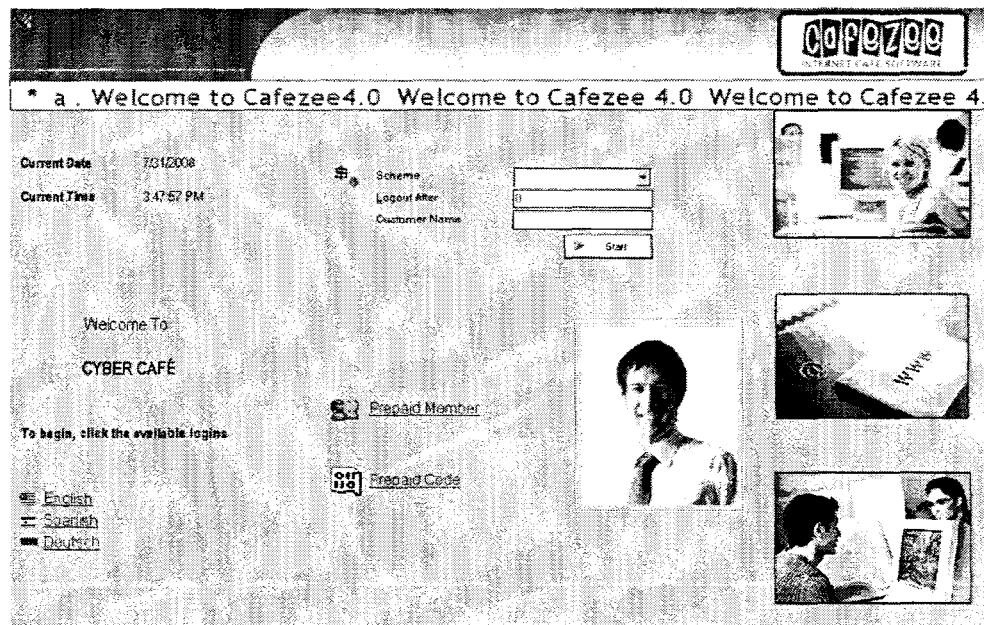 Cafezee
INTERNET CAFE SOFTWARE
* a . Welcome to Cafezee4.0 Welcome to Cafezee 4.0 Welcome to Cafezee 4.
Current Date 7/31/2008
Current Time 3:47:57 PM
Scheme
Logout After 0
Customer Name
Start
Welcome To
CYBER CAFÉ
Prepaid Member
To begin, click the available logins
Prepaid Code
English
Spanish
Deutsch
@
WWW